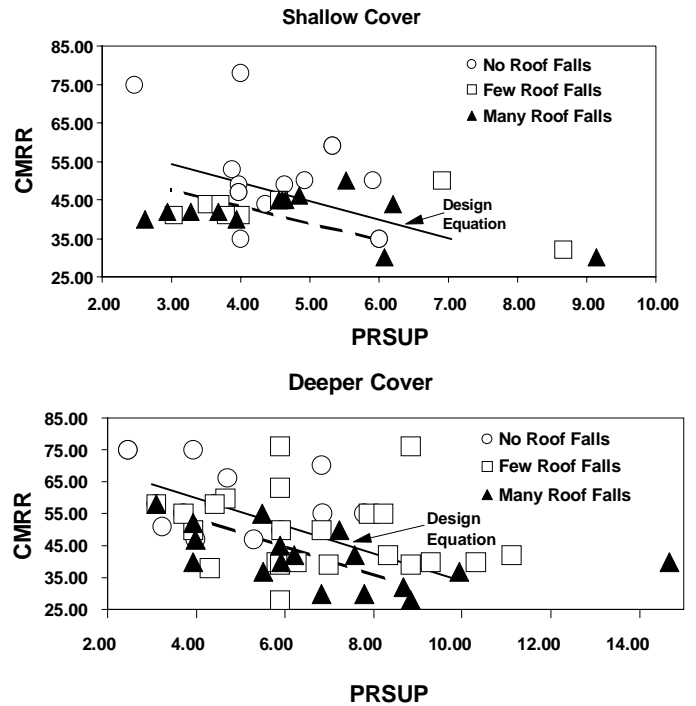 Shallow Cover
85.00
75.00
65.00
55.00
45.00
35.00
25.00
CMRR
No Roof Falls
Few Roof Falls
Many Roof Falls
Design
Equation
2.00 3.00 4.00 5.00 6.00 7.00 8.00 9.00 10.00
PRSUP
Deeper Cover
85.00
75.00
65.00
55.00
45.00
35.00
25.00
CMRR
No Roof Falls
Few Roof Falls
Many Roof Falls
Design
Equation
2.00 4.00 6.00 8.00 10.00 12.00 14.00
PRSUP